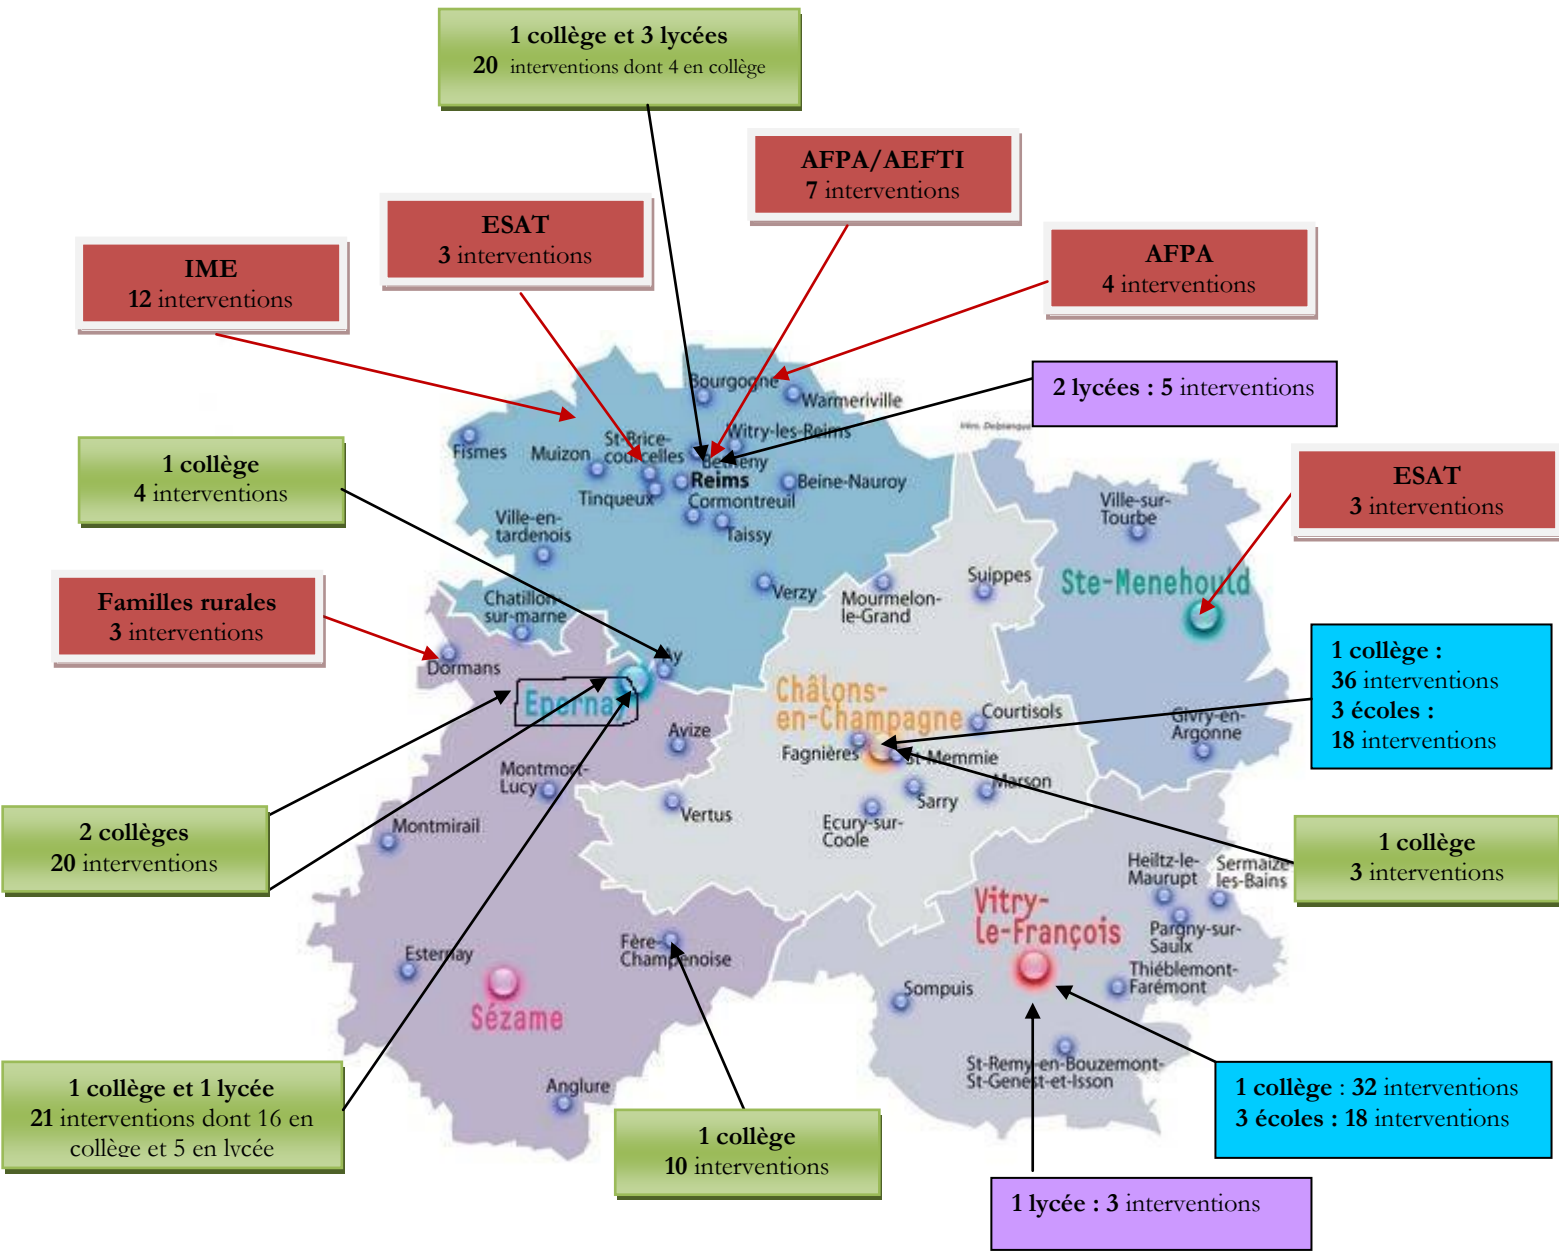 1 collège et 3 lycées
20 interventions dont 4 en collège
AFPA/AEFTI
7 interventions
ESAT
3 interventions
AFPA
4 interventions
IME
12 interventions
2 lycées : 5 interventions
1 collège
4 interventions
ESAT
3 interventions
Familles rurales
3 interventions
1 collège :
36 interventions
3 écoles :
18 interventions
2 collèges
20 interventions
1 collège
3 interventions
1 collège et 1 lycée
21 interventions dont 16 en
collège et 5 en lycée
1 collège
10 interventions
1 collège : 32 interventions
3 écoles : 18 interventions
1 lycée : 3 interventions
Bourgogne
Warmeriville
Witry-les-Reims
Fismes
Muizon
St-Brice-
courcelles
Bétheny
Reims
Tinqueux
Cormontreuil
Beine-Nauroy
Taissy
Ville-en-
tardenois
Verzy
Chatillon-
sur-marne
Mourmelon-
le-Grand
Suippes
Ville-sur-
Tourbe
Ste-Menehould
Dormans
Ay
Epernay
Avize
Châlons-
en-Champagne
Courtisols
Givry-en-
Argonne
Fagnières
St-Memmie
Marson
Sarry
Montmort-
Lucy
Vertus
Ecury-sur-
Coole
Montmirail
Heiltz-le-
Maurupt
Sermaize-
les-Bains
Vitry-
le-François
Pargny-sur-
Saulx
Esternay
Fère-
Champenoise
Thiéblemont-
Farémont
Sompuis
Sézame
St-Remy-en-Bouzemont-
St-Genest-et-Isson
Anglure